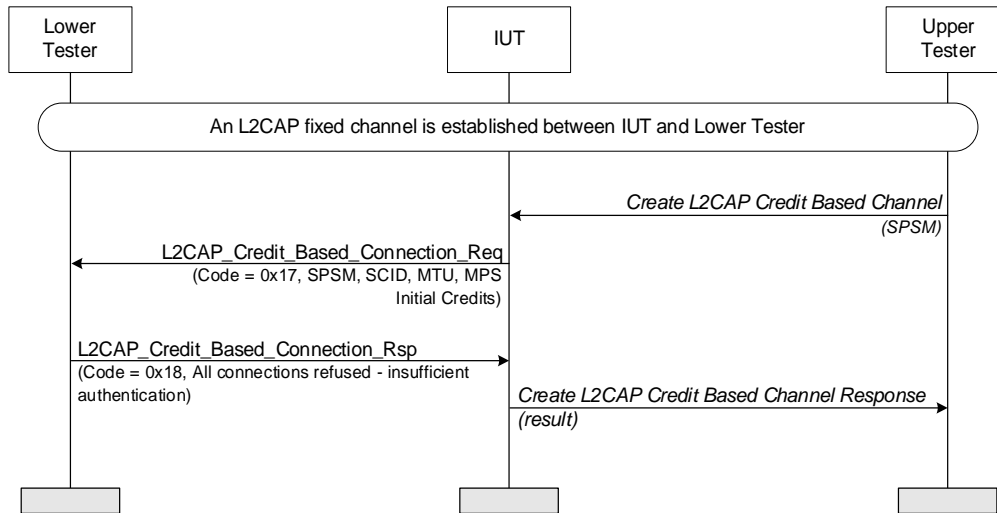 Lower
Tester
IUT
Upper
Tester
An L2CAP fixed channel is established between IUT and Lower Tester
Create L2CAP Credit Based Channel
(SPSM)
L2CAP_Credit_Based_Connection_Req
(Code = 0x17, SPSM, SCID, MTU, MPS
Initial Credits)
L2CAP_Credit_Based_Connection_Rsp
(Code = 0x18, All connections refused - insufficient
authentication)
Create L2CAP Credit Based Channel Response
(result)